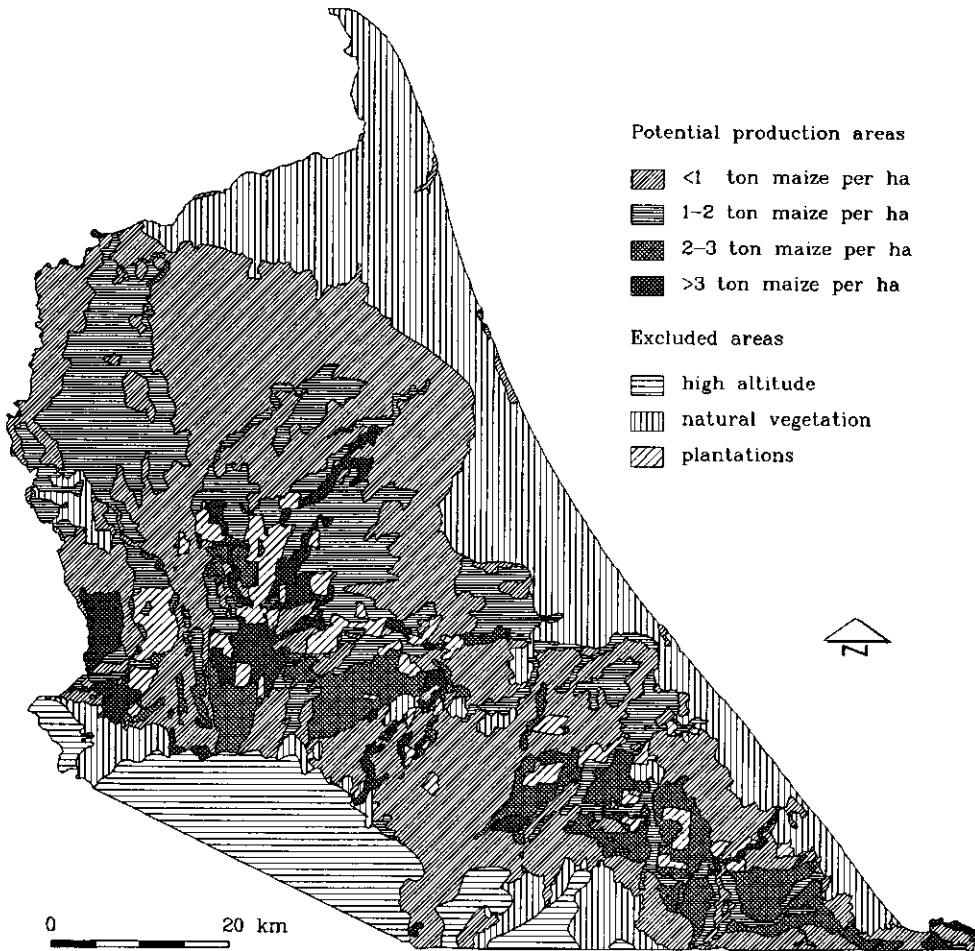 Potential production areas
<1 ton maize per ha
1-2 ton maize per ha
2-3 ton maize per ha
>3 ton maize per ha
Excluded areas
high altitude
natural vegetation
plantations
N
0 20 km